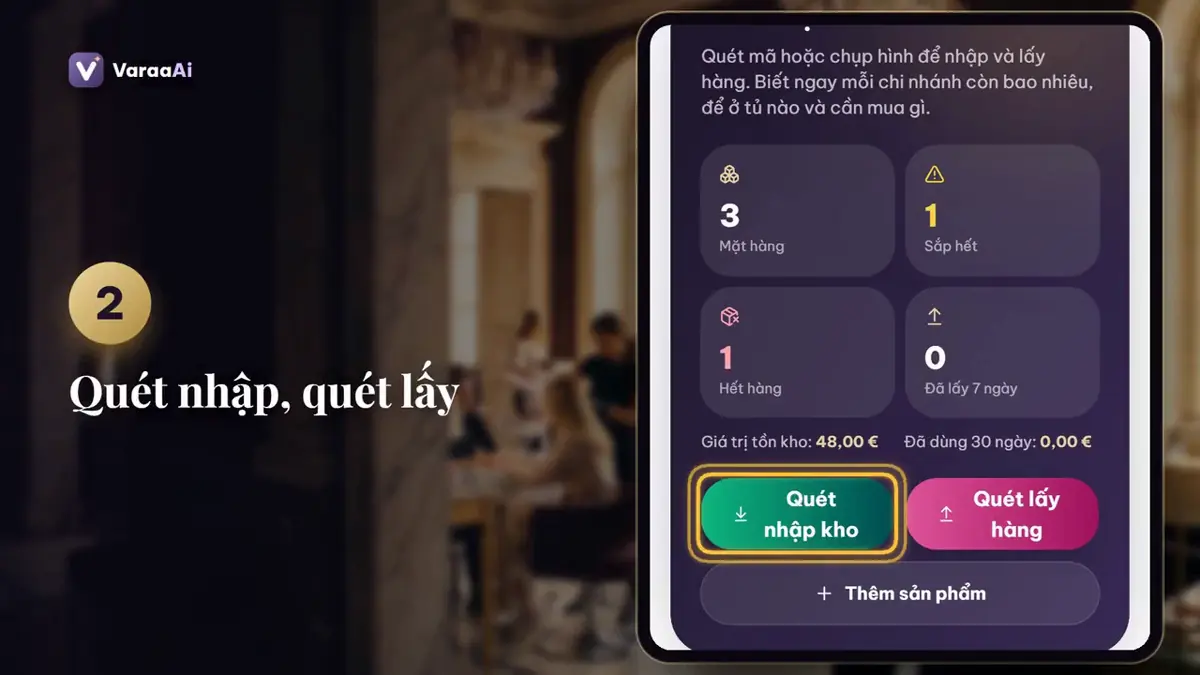 VaraaAi
2
Quét nhập, quét lấy
Quét mã hoặc chụp hình để nhập và lấy
hàng. Biết ngay mỗi chi nhánh còn bao nhiêu,
để ở tủ nào và cần mua gì.
3
Mặt hàng
1
Sắp hết
1
Hết hàng
0
Đã lấy 7 ngày
Giá trị tồn kho: 48,00 €
Đã dùng 30 ngày: 0,00 €
Quét
nhập kho
Quét lấy
hàng
+ Thêm sản phẩm